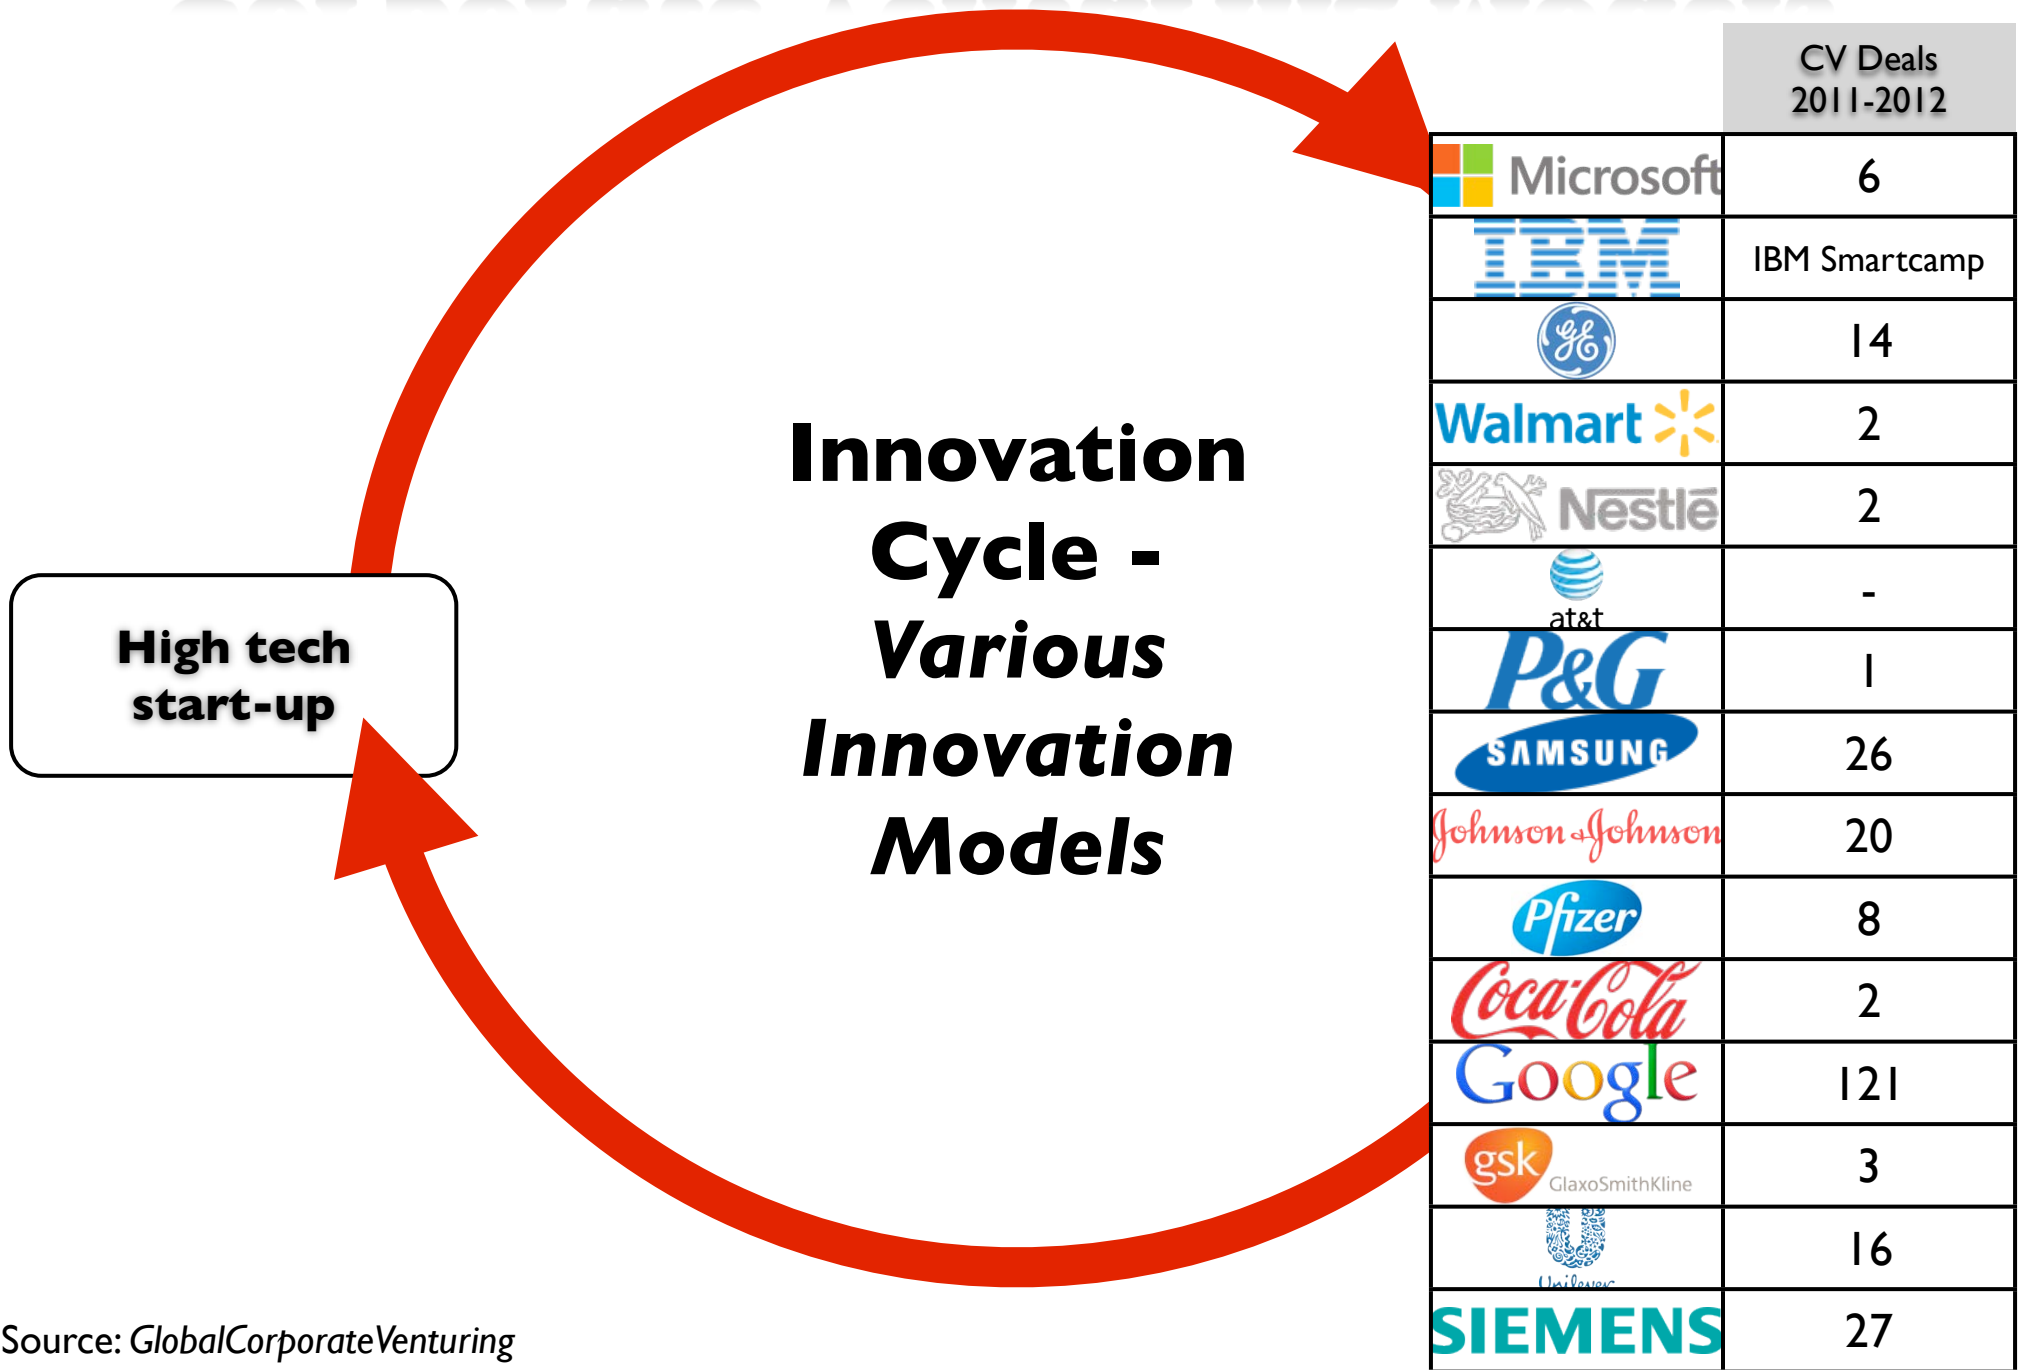 CV Deals
2011-2012
Microsoft 6
IBM IBM Smartcamp
GE 14
Walmart 2
Nestlé 2
at&t -
P&G 1
SAMSUNG 26
Johnson & Johnson 20
Pfizer 8
Coca-Cola 2
Google 121
gsk GlaxoSmithKline 3
Unilever 16
SIEMENS 27
Innovation
Cycle -
Various
Innovation
Models
High tech
start-up
Source: GlobalCorporateVenturing